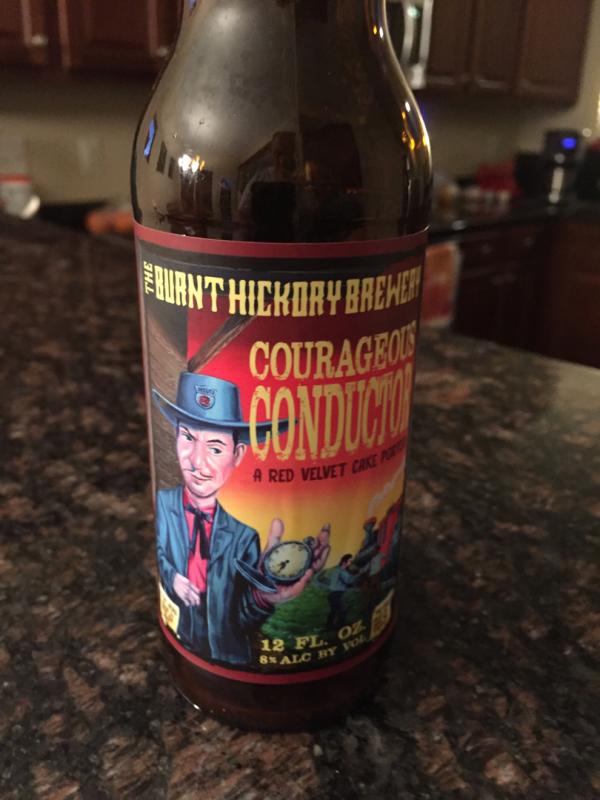 THE BURNT HICKORY BREWERY
COURAGEOUS
CONDUCTOR
A RED VELVET CAKE PORTER
12 FL. OZ.
8% ALC BY VOL